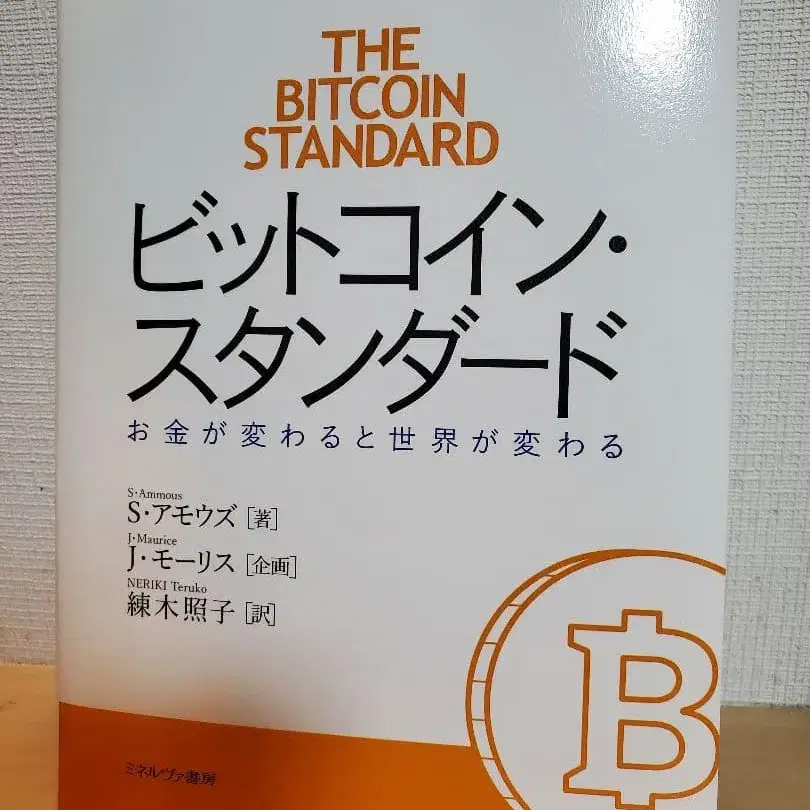 THE
BITCOIN
STANDARD
ビットコイン・
スタンダード
お金が変わると世界が変わる
S・Ammous
S・アモウズ［著］
J・Maurice
J・モーリス［企画］
NERIKI Teruko
練木照子［訳］
B
ミネルヴァ書房